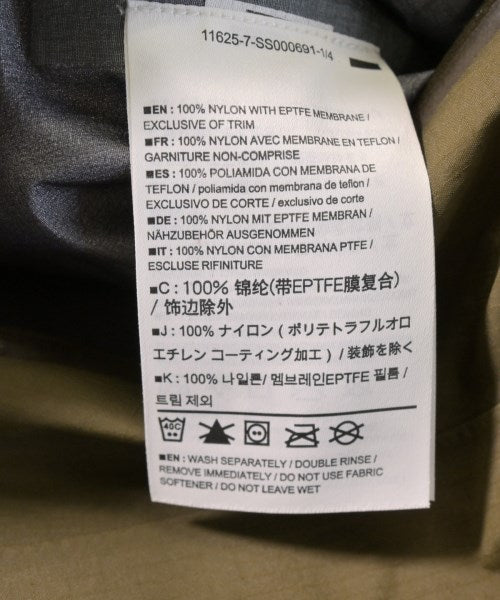 11625-7-SS000691-1/4
■EN : 100% NYLON WITH EPTFE MEMBRANE /
EXCLUSIVE OF TRIM
■FR : 100% NYLON AVEC MEMBRANE EN TEFLON /
GARNITURE NON-COMPRISE
■ES : 100% POLIAMIDA CON MEMBRANA DE
TEFLON / poliamida con membrana de teflon /
EXCLUSIVO DE CORTE / exclusivo de corte
■DE : 100% NYLON MIT EPTFE MEMBRAN /
NÄHZUBEHÖR AUSGENOMMEN
■IT : 100% NYLON CON MEMBRANA PTFE /
ESCLUSE RIFINITURE
■C : 100% 锦纶(带EPTFE膜复合)
/ 饰边除外
■J : 100% ナイロン ( ポリテトラフルオロ
エチレン コーティング加工 ) / 装飾を除く
■K : 100% 나일론/ 멤브레인EPTFE 필름 /
트림 제외
40C
■EN : WASH SEPARATELY / DOUBLE RINSE /
REMOVE IMMEDIATELY / DO NOT USE FABRIC
SOFTENER / DO NOT LEAVE WET